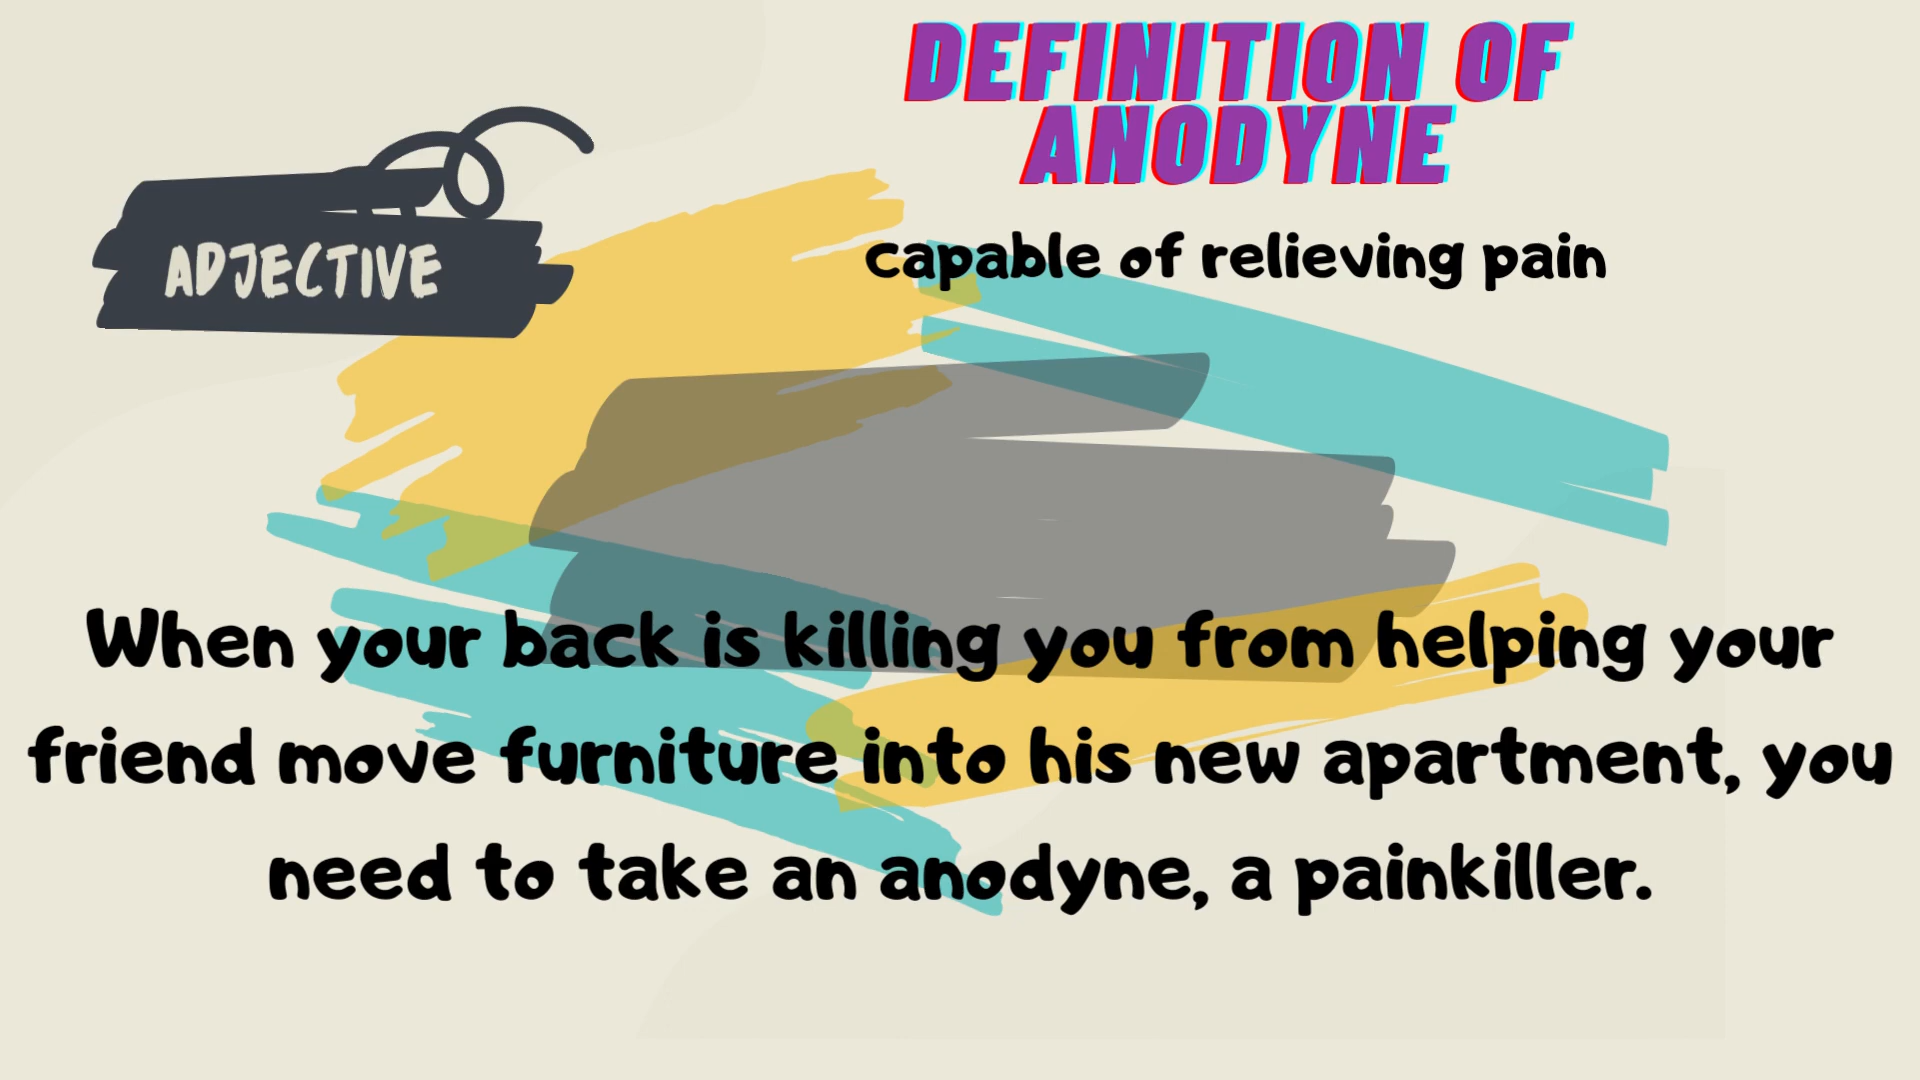 DEFINITION OF
ANODYNE
ADJECTIVE
capable of relieving pain
When your back is killing you from helping your
friend move furniture into his new apartment, you
need to take an anodyne, a painkiller.